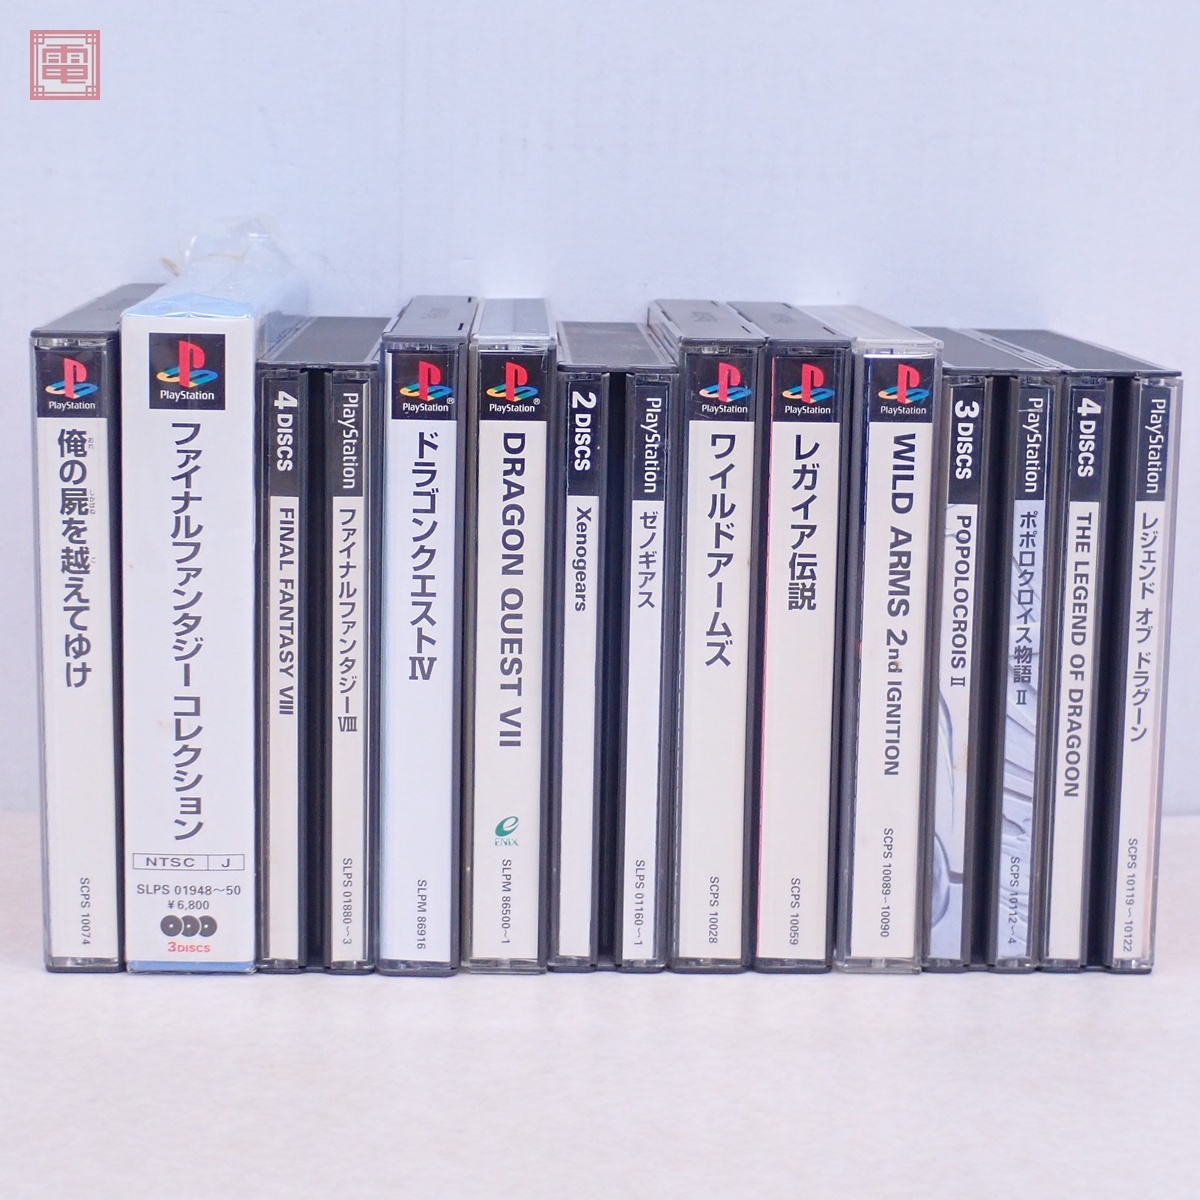 電
PlayStation
俺の屍を越えてゆけ
SCPS 10074
PlayStation
ファイナルファンタジー コレクション
NTSC J
SLPS 01948～50
¥6,800
3DISCS
4 DISCS
FINAL FANTASY VIII
PlayStation
ファイナルファンタジーVIII
SLPS 01880～3
PlayStation®
ドラゴンクエストIV
SLPM 86916
PlayStation®
DRAGON QUEST VII
ENIX
SLPM 86500~1
2 DISCS
Xenogears
PlayStation
ゼノギアス
SLPS 01160～1
PlayStation
ワイルドアームズ
SCPS 10028
PlayStation
レガイア伝説
SCPS 10059
PlayStation
WILD ARMS 2nd IGNITION
SCPS 10089~10090
3 DISCS
POPOLOCROIS II
PlayStation
ポポロクロイス物語 II
SCPS 10112～4
4 DISCS
THE LEGEND OF DRAGOON
PlayStation
レジェンド オブ ドラグーン
SCPS 10119～10122